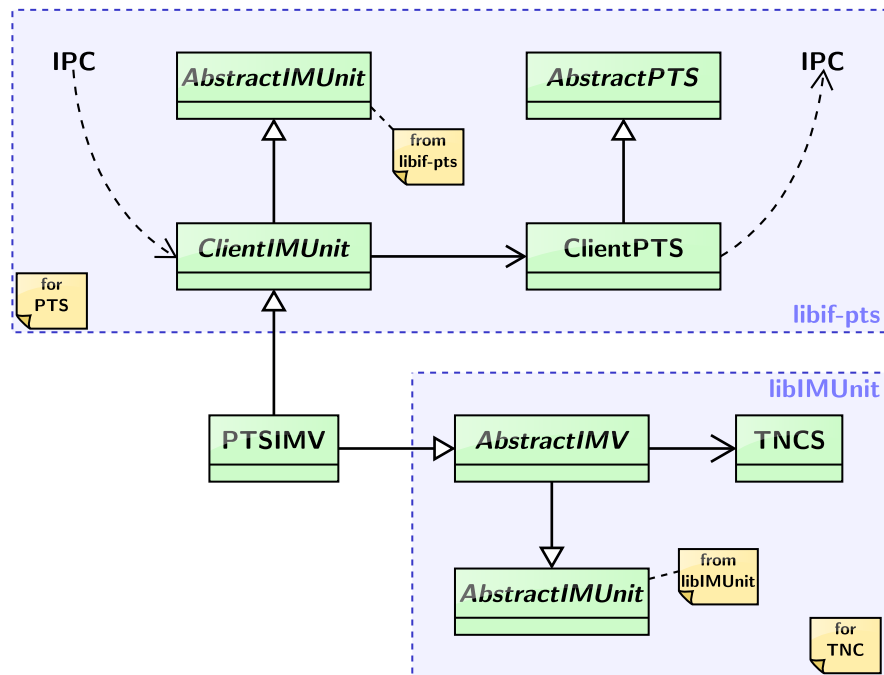 IPC
AbstractIMUnit
AbstractPTS
IPC
from
libif-pts
ClientIMUnit
ClientPTS
for
PTS
libif-pts
libIMUnit
PTSIMV
AbstractIMV
TNCS
from
libIMUnit
AbstractIMUnit
for
TNC